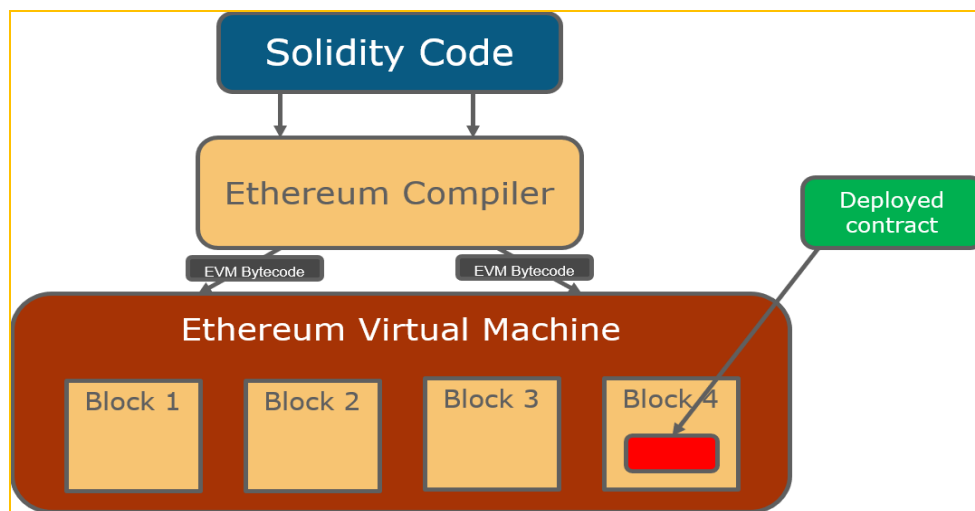 Solidity Code
Ethereum Compiler
Deployed
contract
EVM Bytecode
EVM Bytecode
Ethereum Virtual Machine
Block 1
Block 2
Block 3
Block 4